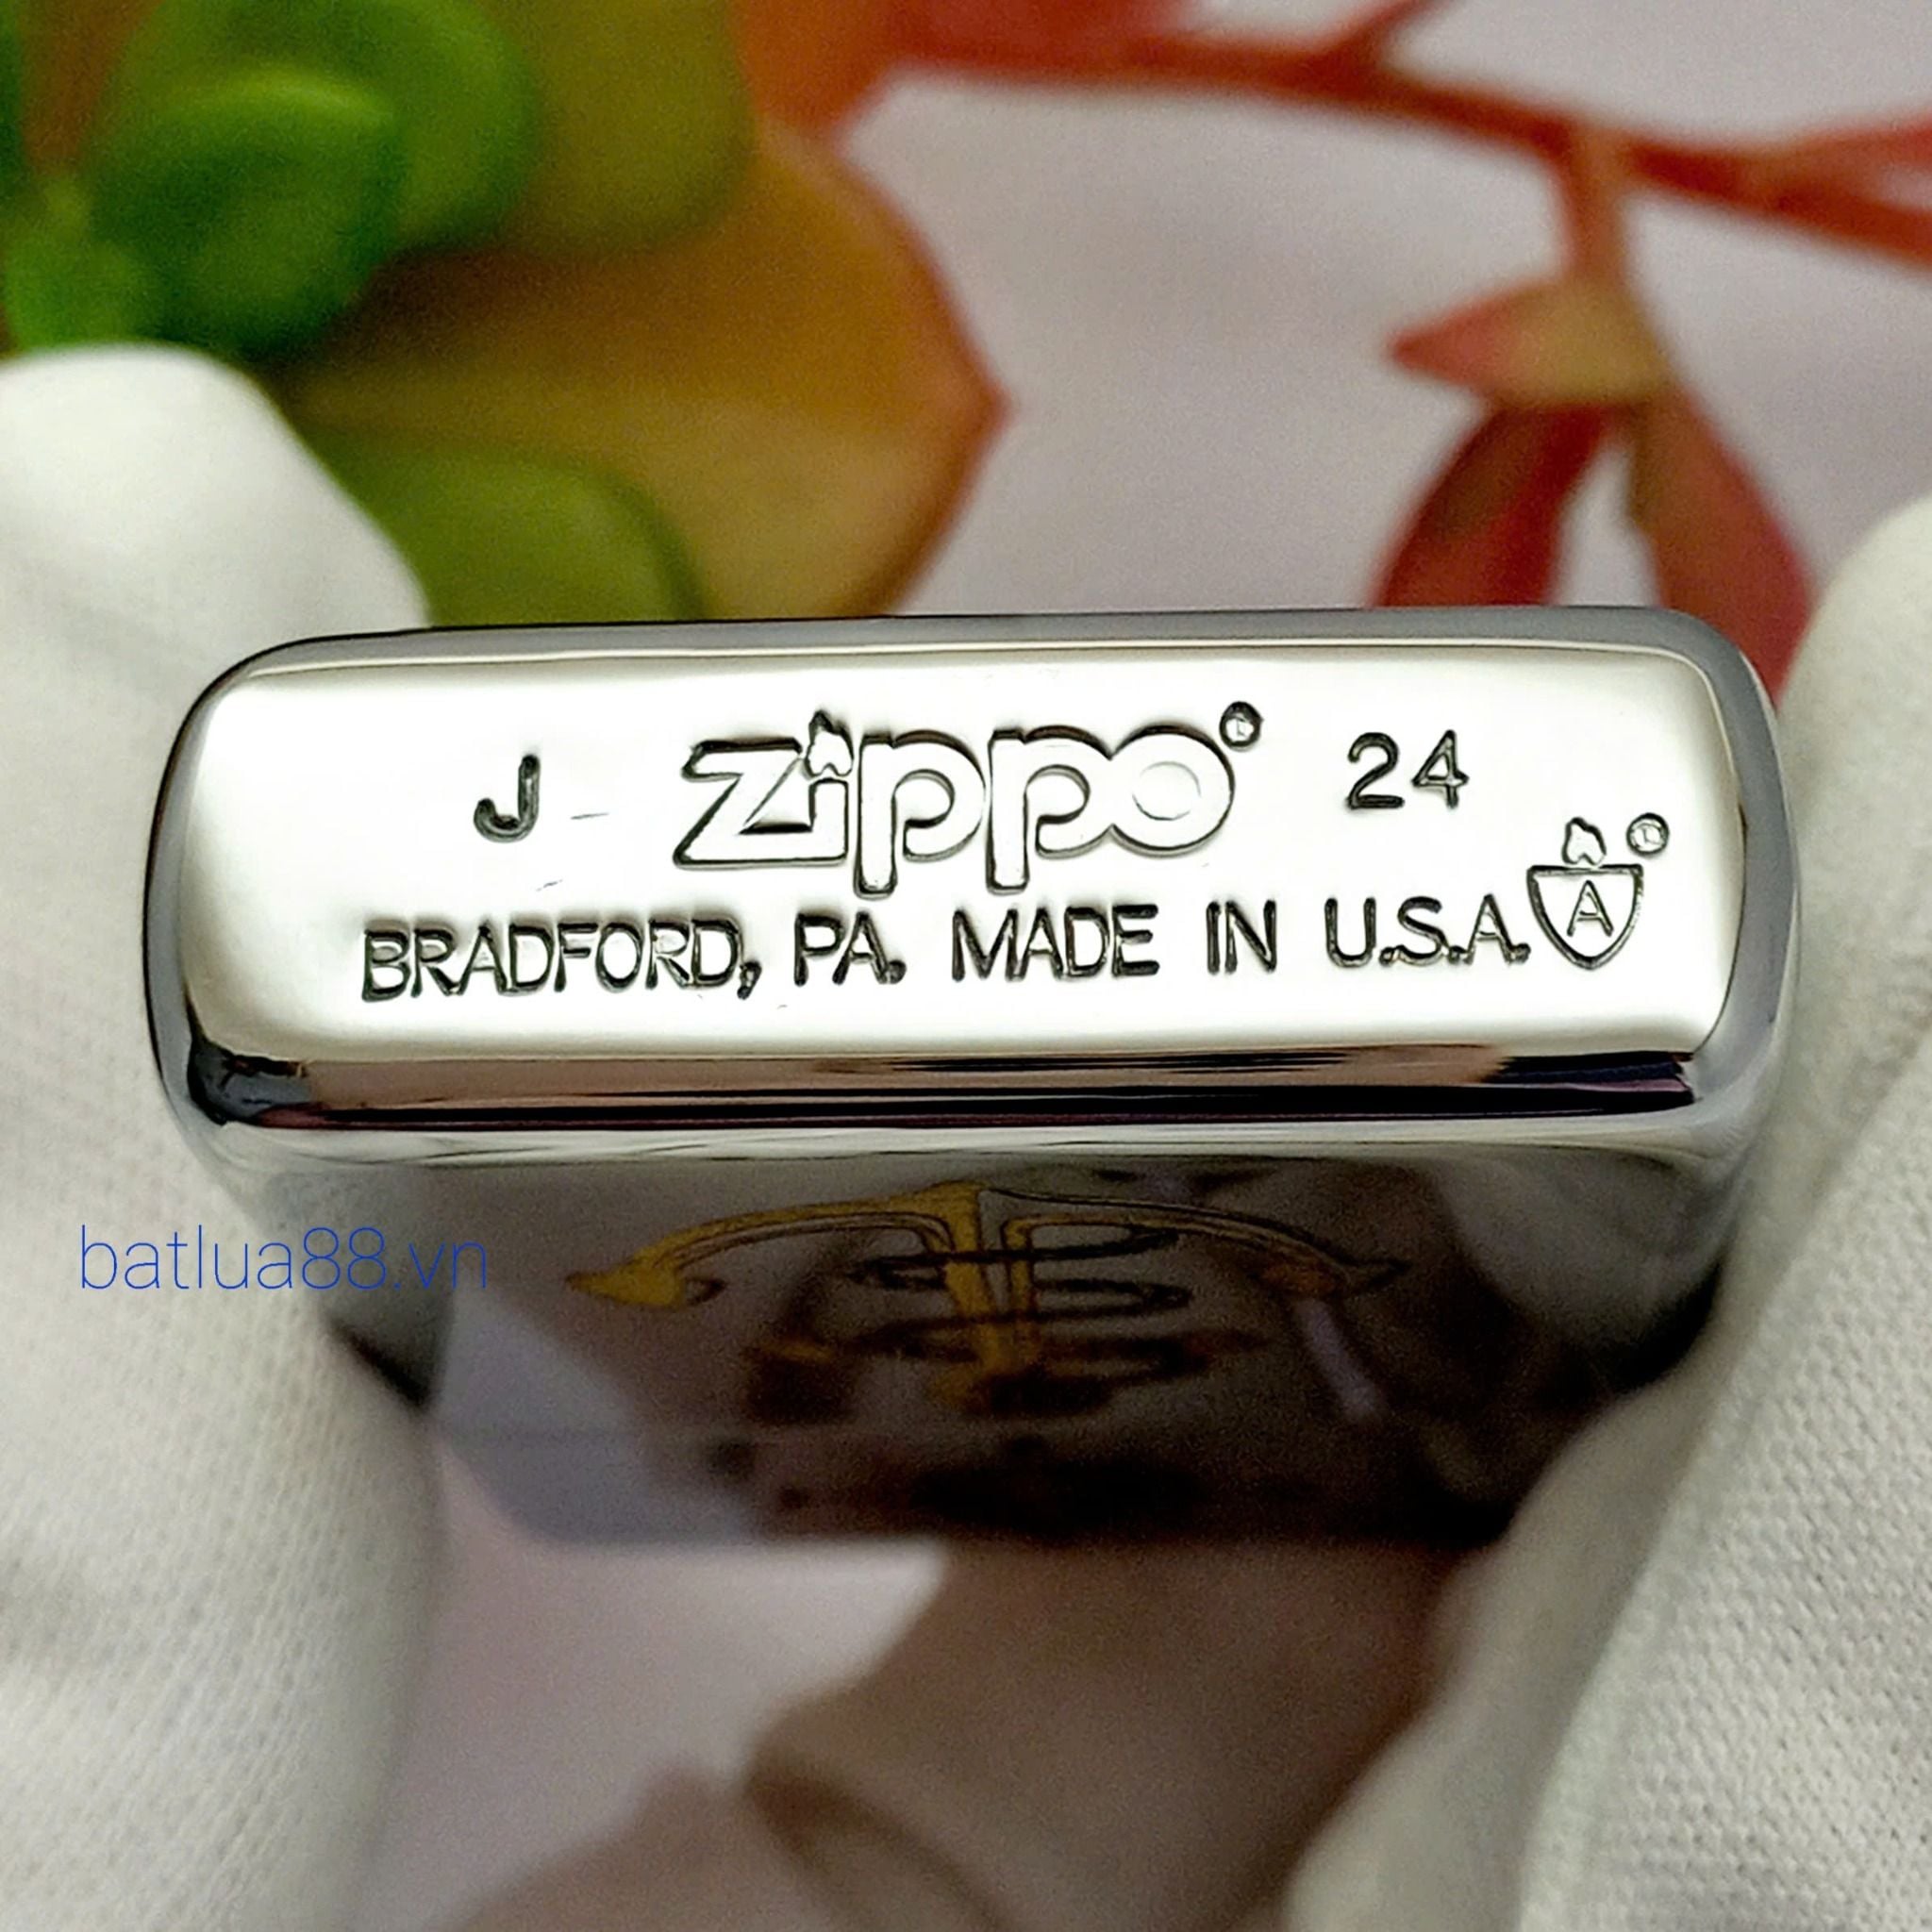 J zippo® 24
BRADFORD, PA. MADE IN U.S.A. A ®
batlua88.vn